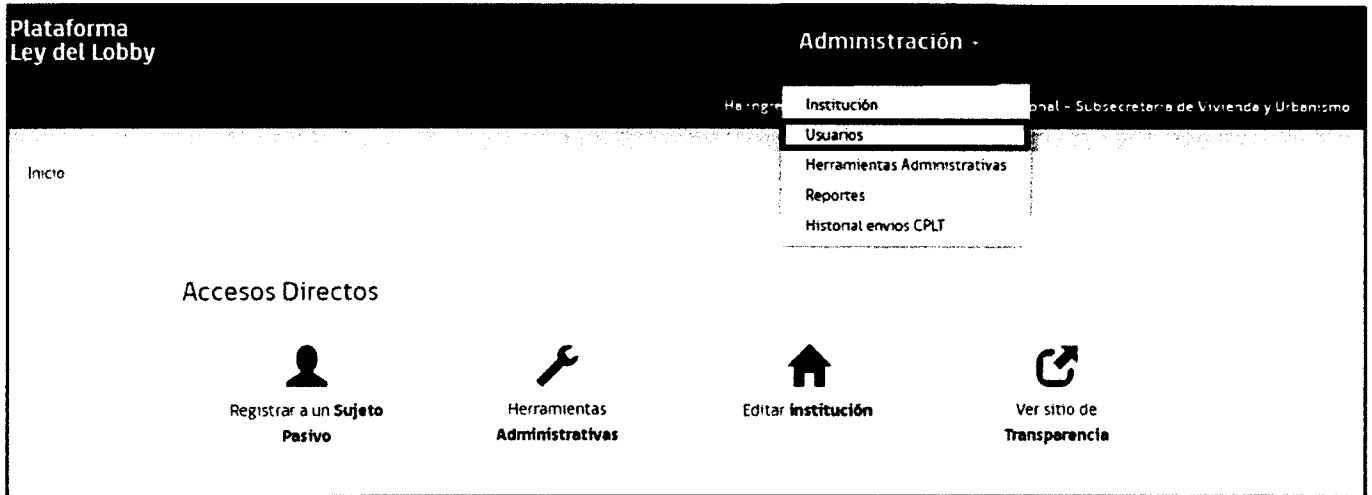 Plataforma
Ley del Lobby
Administración
Institución
Subsecretaría de Vivienda y Urbanismo
Usuarios
Inicio
Herramientas Administrativas
Reportes
Historial envios CPLT
Accesos Directos
Registrar a un Sujeto
Pasivo
Herramientas
Administrativas
Editar institución
Ver sitio de
Transparencia